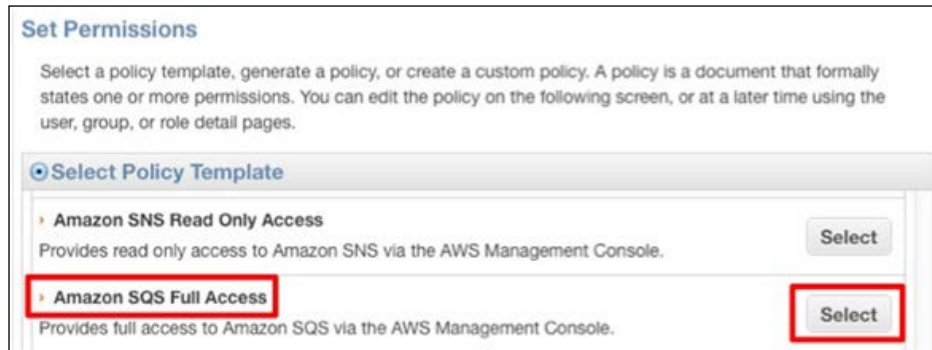 Set Permissions
Select a policy template, generate a policy, or create a custom policy. A policy is a document that formally
states one or more permissions. You can edit the policy on the following screen, or at a later time using the
user, group, or role detail pages.
Select Policy Template
Amazon SNS Read Only Access
Select
Provides read only access to Amazon SNS via the AWS Management Console.
Amazon SQS Full Access
Select
Provides full access to Amazon SQS via the AWS Management Console.